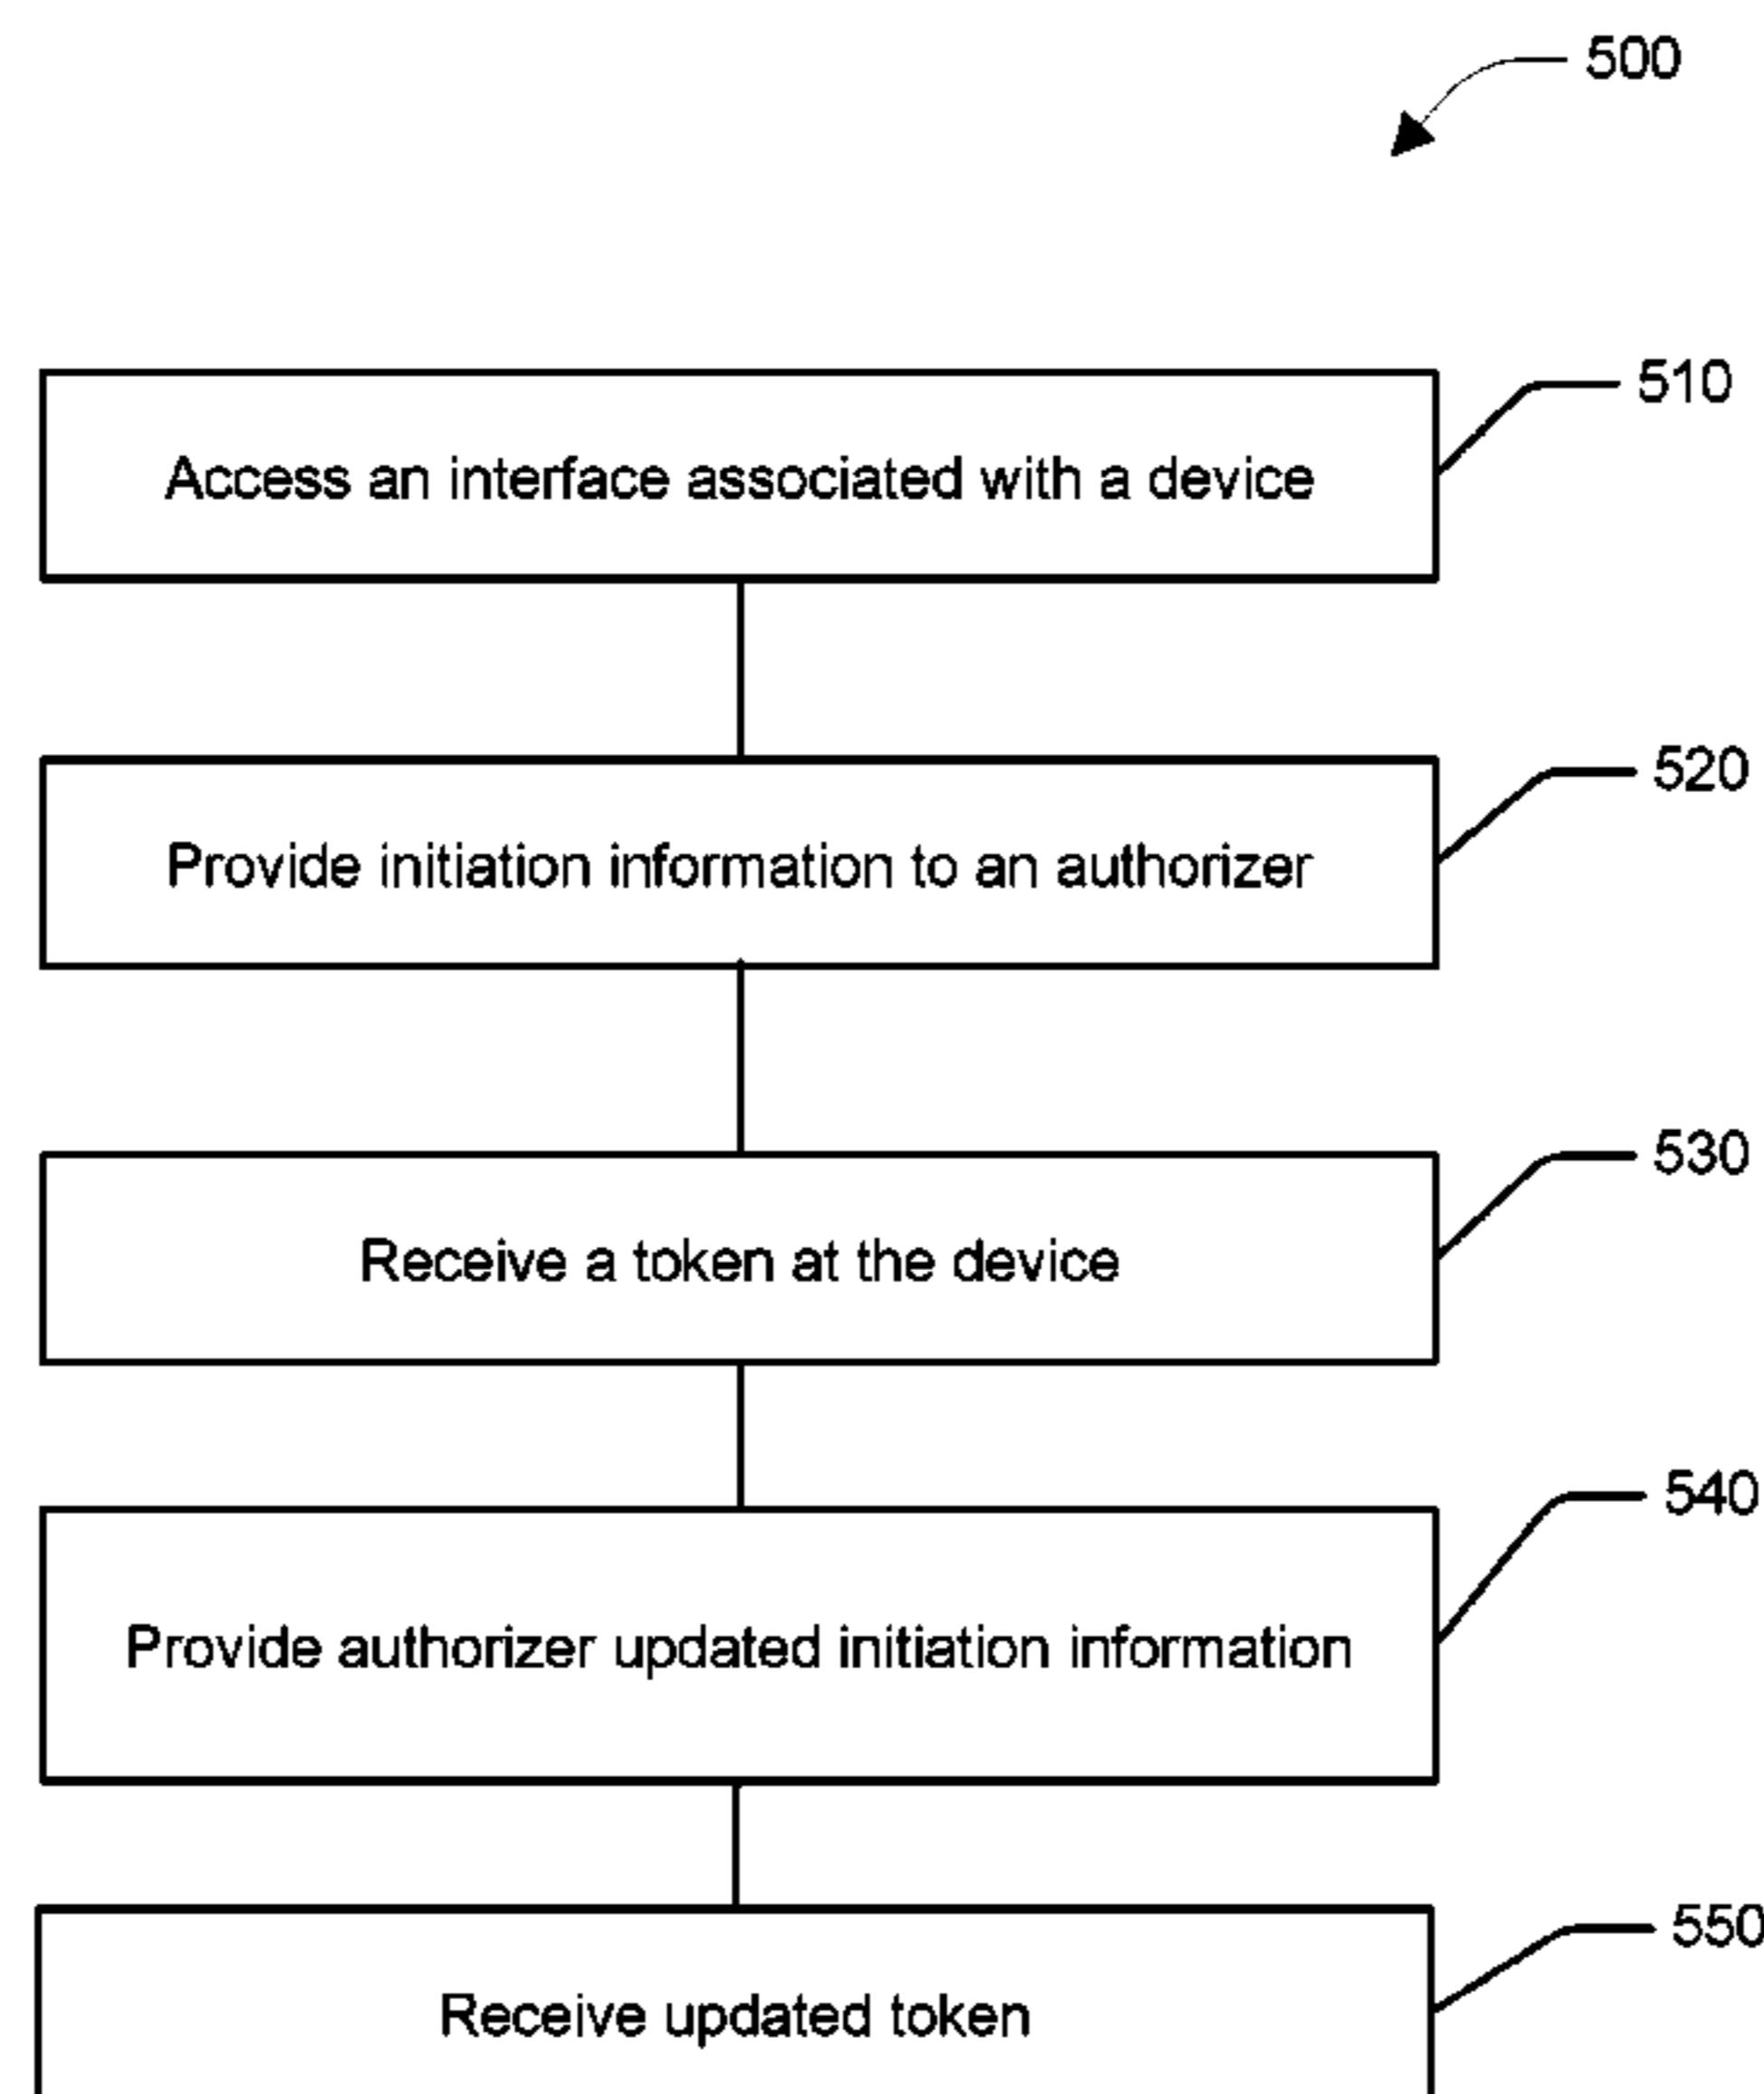 500
510
Access an interface associated with a device
520
Provide initiation information to an authorizer
530
Receive a token at the device
540
Provide authorizer updated initiation information
550
Receive updated token